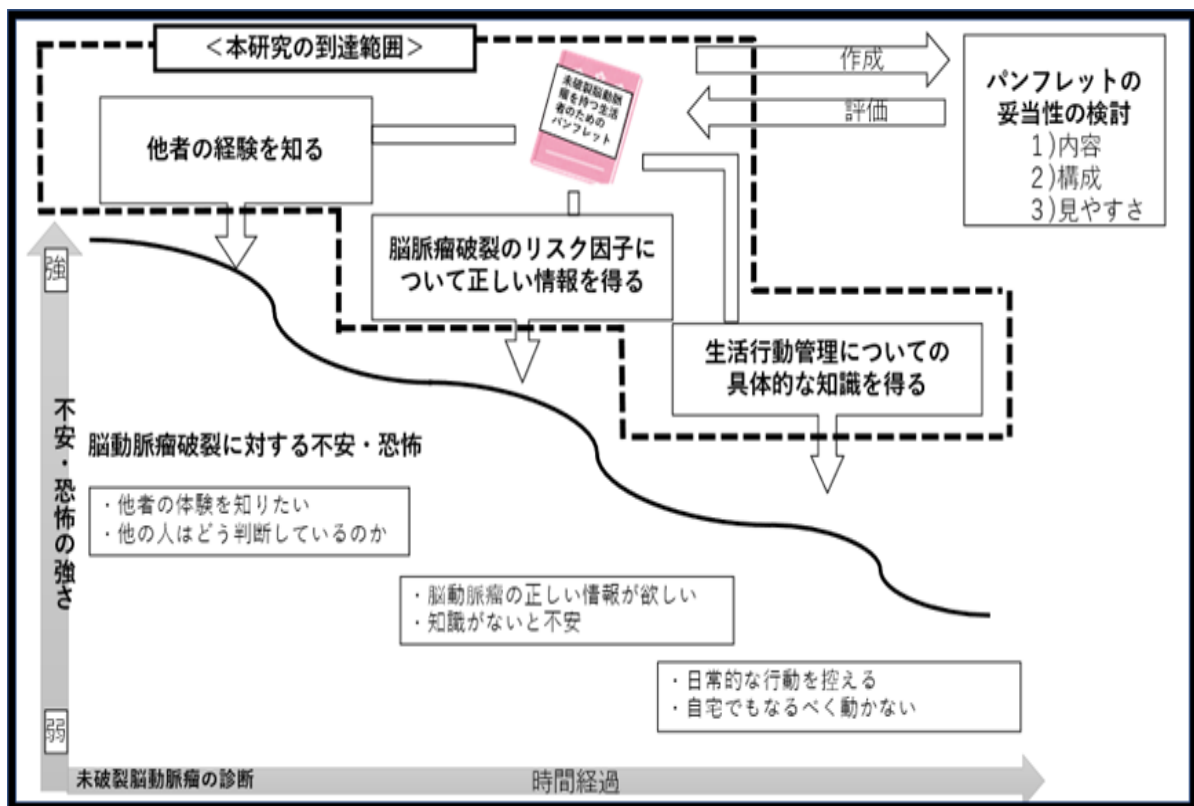 ＜本研究の到達範囲＞
作成
評価
パンフレットの
妥当性の検討
1)内容
2)構成
3)見やすさ
未破裂脳動脈
瘤を持つ生活
者のための
パンフレット
他者の経験を知る
脳脈瘤破裂のリスク因子に
ついて正しい情報を得る
生活行動管理についての
具体的な知識を得る
強
不安・恐怖の強さ
弱
脳動脈瘤破裂に対する不安・恐怖
・他者の体験を知りたい
・他の人はどう判断しているのか
・脳動脈瘤の正しい情報が欲しい
・知識がないと不安
・日常的な行動を控える
・自宅でもなるべく動かない
未破裂脳動脈瘤の診断
時間経過